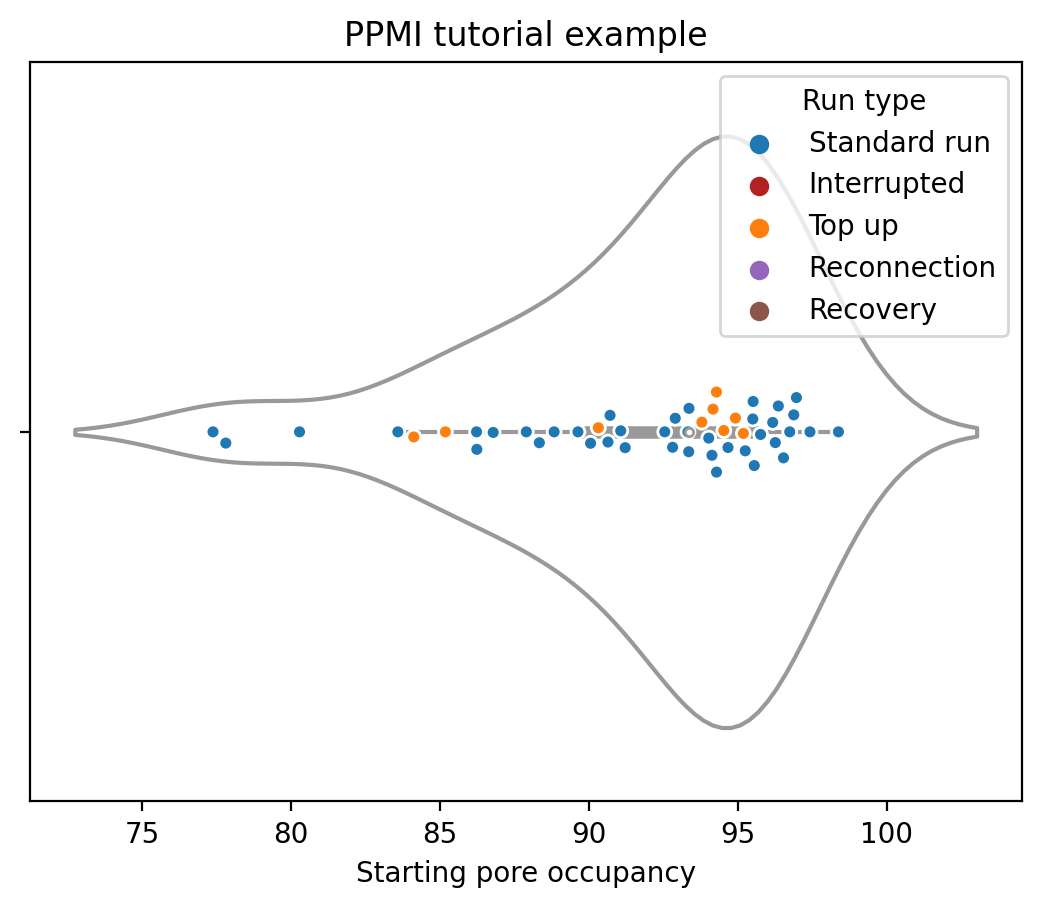 PPMI tutorial example
Run type
Standard run
Interrupted
Top up
Reconnection
Recovery
75 80 85 90 95 100
Starting pore occupancy